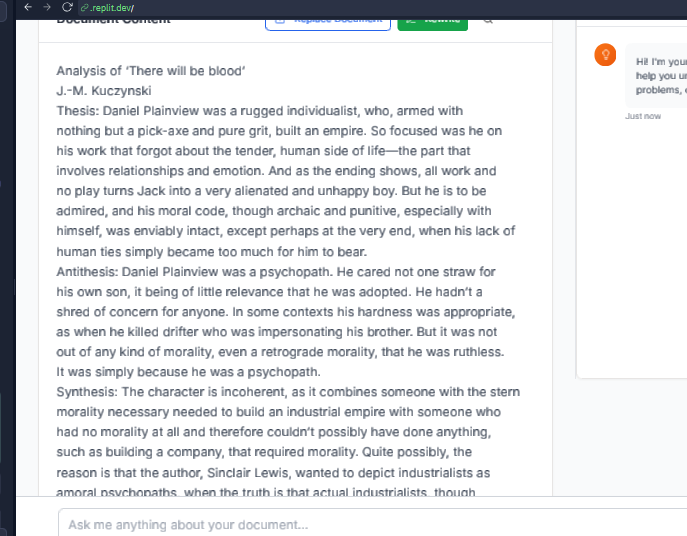 .replit.dev/
Document Content
Replace Document
Rewrite
Analysis of ‘There will be blood’
J.-M. Kuczynski
Thesis: Daniel Plainview was a rugged individualist, who, armed with
nothing but a pick-axe and pure grit, built an empire. So focused was he on
his work that forgot about the tender, human side of life—the part that
involves relationships and emotion. And as the ending shows, all work and
no play turns Jack into a very alienated and unhappy boy. But he is to be
admired, and his moral code, though archaic and punitive, especially with
himself, was enviably intact, except perhaps at the very end, when his lack of
human ties simply became too much for him to bear.
Antithesis: Daniel Plainview was a psychopath. He cared not one straw for
his own son, it being of little relevance that he was adopted. He hadn’t a
shred of concern for anyone. In some contexts his hardness was appropriate,
as when he killed drifter who was impersonating his brother. But it was not
out of any kind of morality, even a retrograde morality, that he was ruthless.
It was simply because he was a psychopath.
Synthesis: The character is incoherent, as it combines someone with the stern
morality necessary needed to build an industrial empire with someone who
had no morality at all and therefore couldn’t possibly have done anything,
such as building a company, that required morality. Quite possibly, the
reason is that the author, Sinclair Lewis, wanted to depict industrialists as
amoral psychopaths, when the truth is that actual industrialists, though
Hi! I'm your
help you
problems,
Just now
Ask me anything about your document...